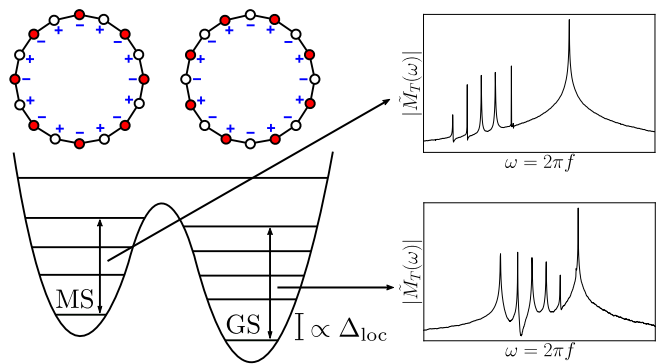 |M̃_T(ω)|
ω = 2πf
MS
GS
∝ Δ_loc
|M̃_T(ω)|
ω = 2πf